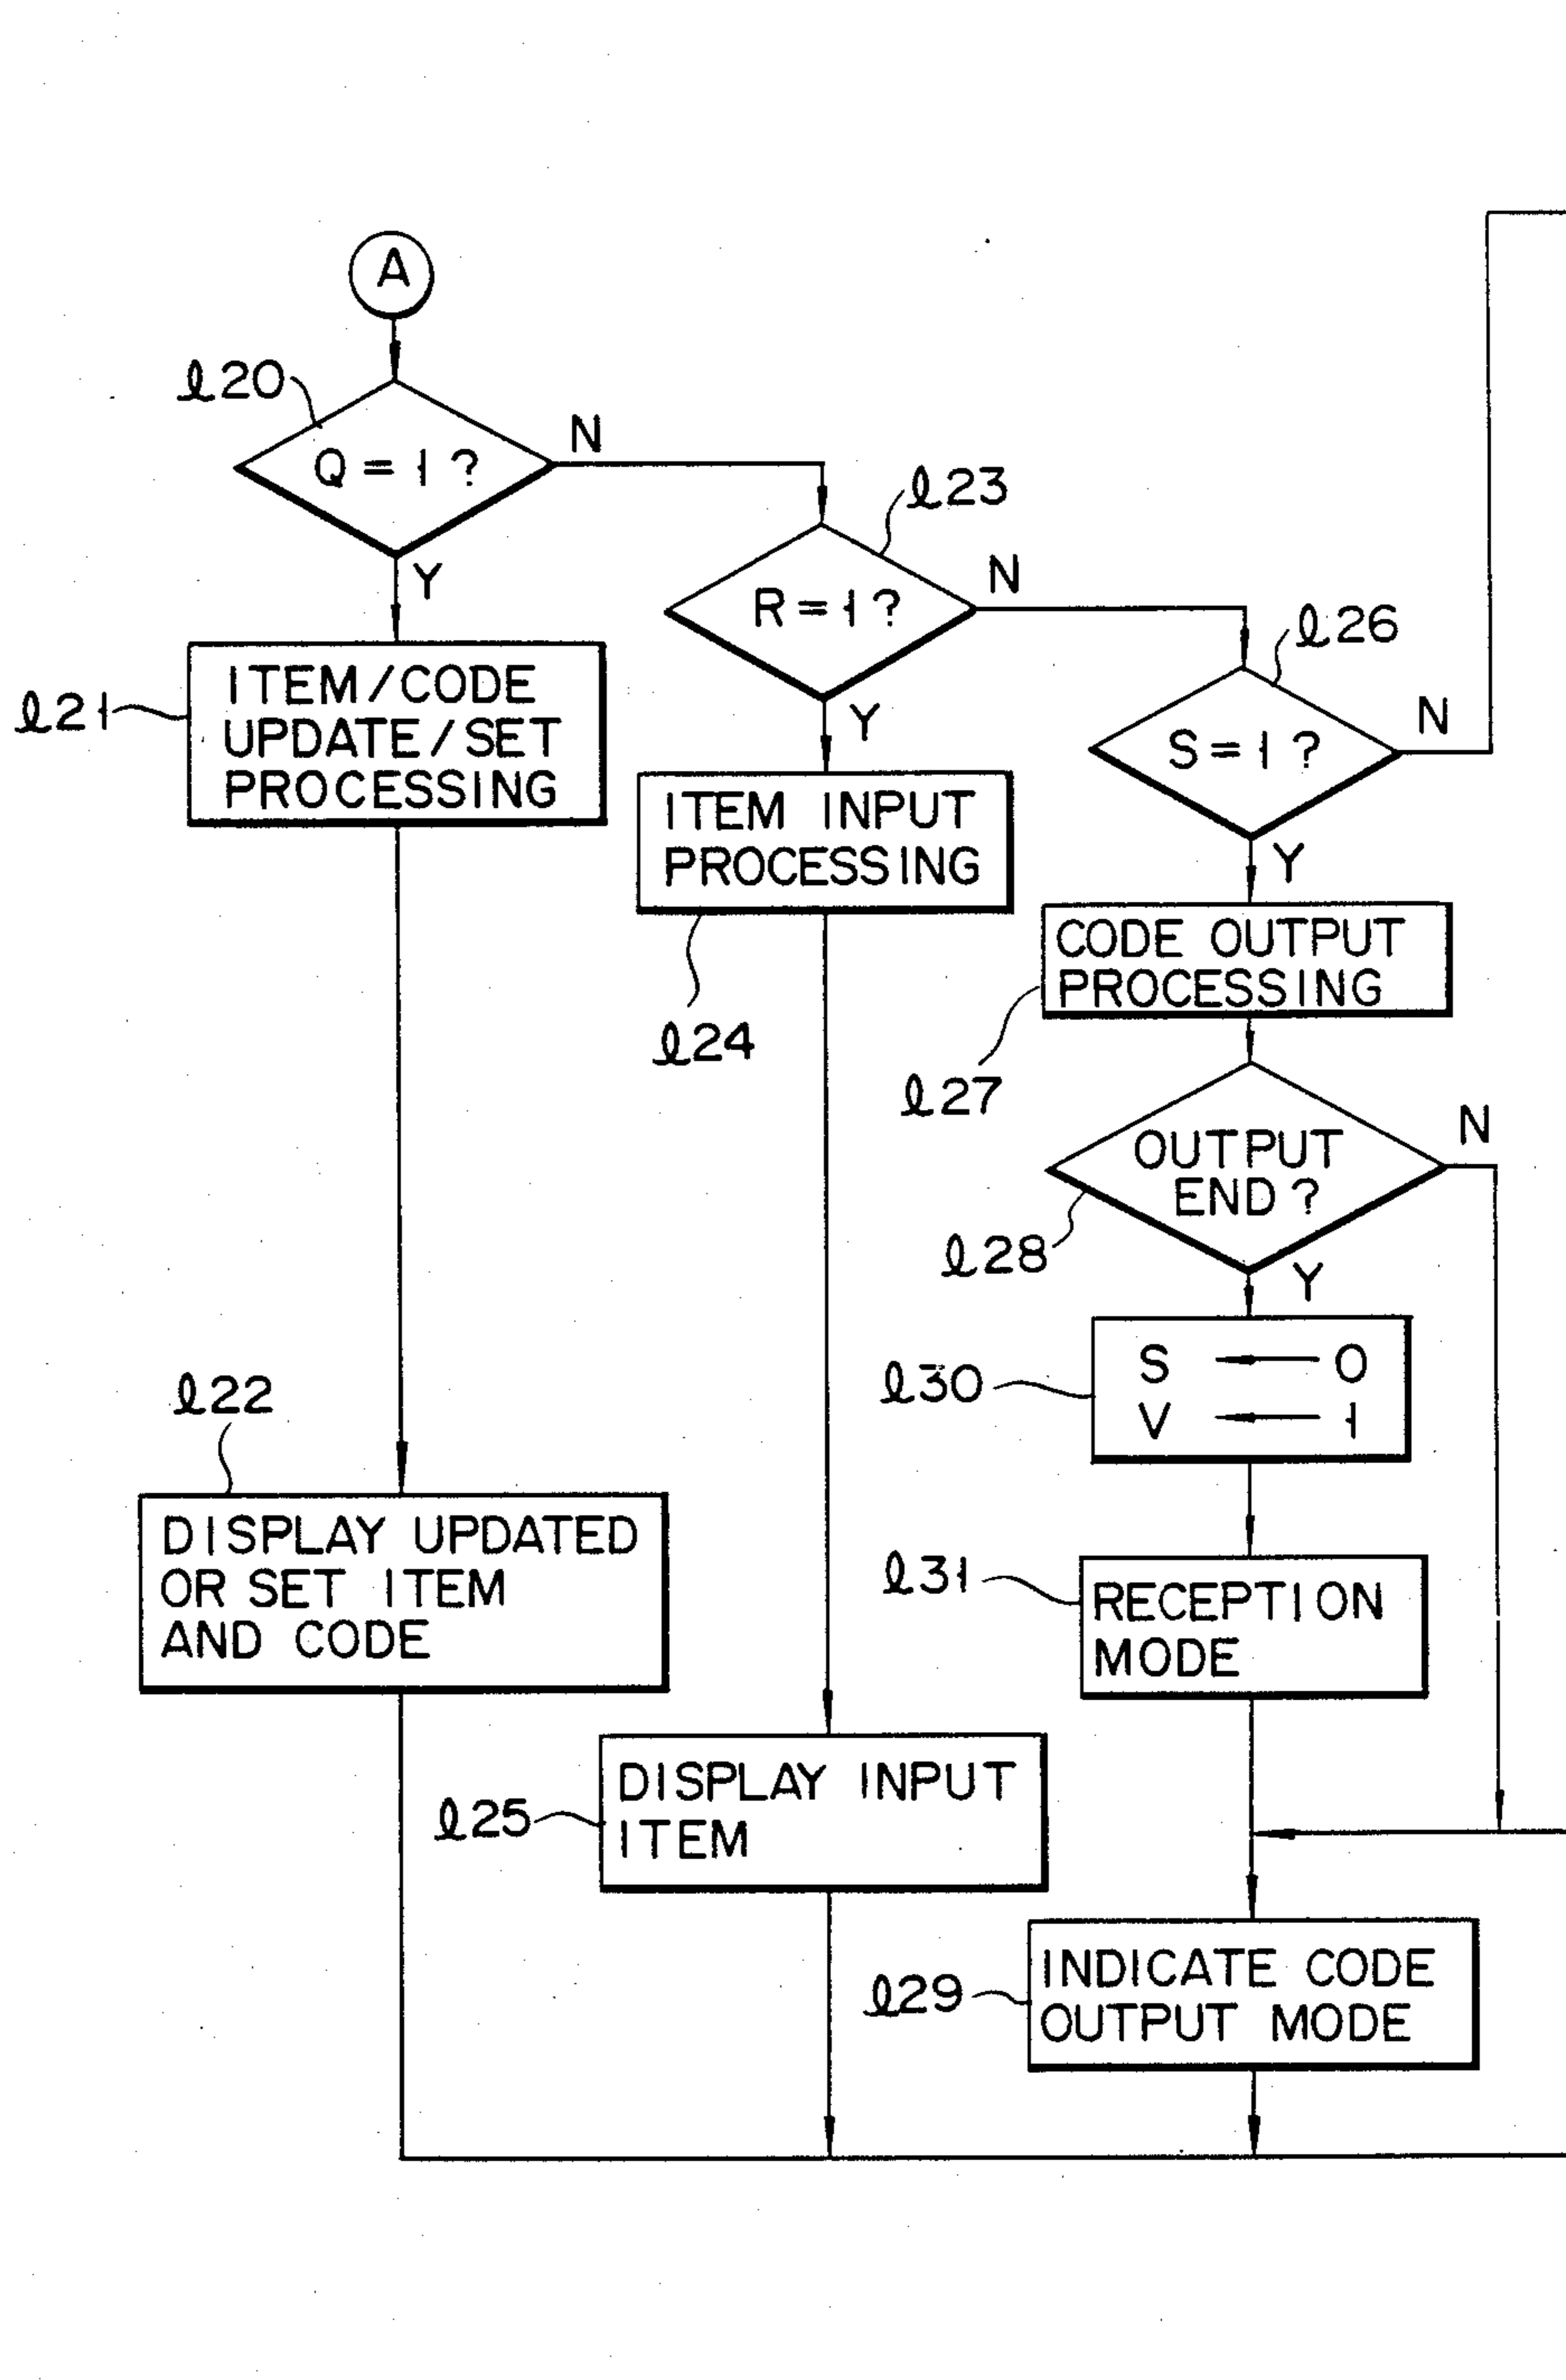 A
ℓ20
Q = 1 ?
N
Y
ℓ21
ITEM/CODE
UPDATE/SET
PROCESSING
ℓ22
DISPLAY UPDATED
OR SET ITEM
AND CODE
ℓ23
R = 1 ?
N
Y
ITEM INPUT
PROCESSING
ℓ24
ℓ25
DISPLAY INPUT
ITEM
ℓ26
S = 1 ?
N
Y
CODE OUTPUT
PROCESSING
ℓ27
OUTPUT
END ?
N
ℓ28
Y
ℓ30
S ← 0
V ← 1
ℓ31
RECEPTION
MODE
ℓ29
INDICATE CODE
OUTPUT MODE